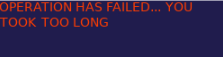 OPERATION HAS FAILED... YOU
TOOK TOO LONG